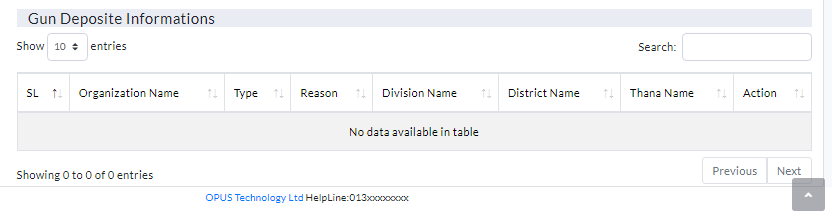 Gun Deposite Informations
Show 10 entries Search:
SL Organization Name Type Reason Division Name District Name Thana Name Action
No data available in table
Showing 0 to 0 of 0 entries Previous Next
OPUS Technology Ltd HelpLine:013xxxxxxxx